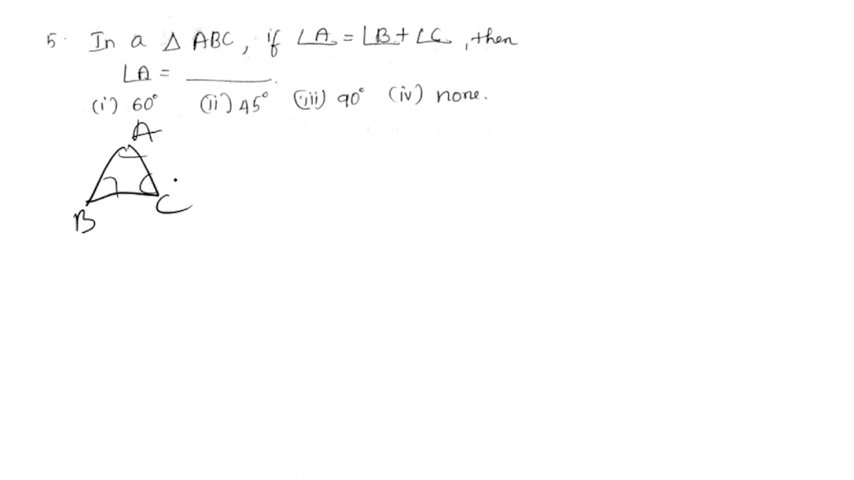 5. In a △ ABC, if ∠A = ∠B + ∠C, then
∠A = ________.
(i) 60° (ii) 45° (iii) 90° (iv) none.
A
B
C